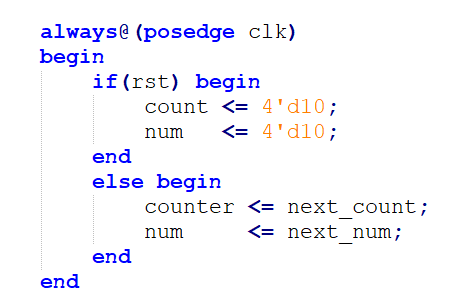 always@(posedge clk)
begin
if(rst) begin
count <= 4'd10;
num <= 4'd10;
end
else begin
counter <= next_count;
num <= next_num;
end
end